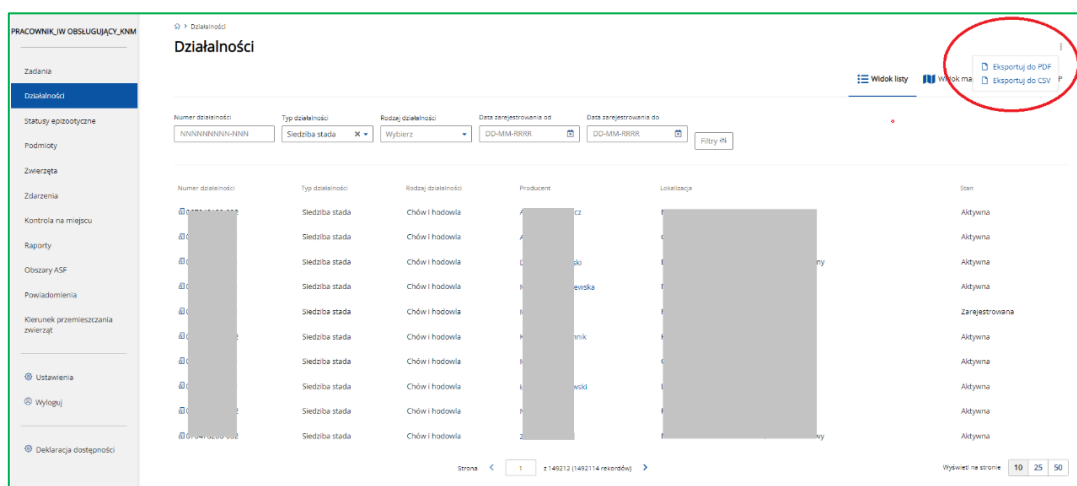 PRACOWNIK_IW OBSŁUGUJĄCY_KNM
Zadania
Działalności
Statusy epizootyczne
Podmioty
Zwierzęta
Zdarzenia
Kontrola na miejscu
Raporty
Obszary ASF
Powiadomienia
Kierunek przemieszczania
zwierząt
Ustawienia
Wyloguj
Deklaracja dostępności
> Działalności
Działalności
Eksportuj do PDF
Eksportuj do CSV
Widok listy
Numer działalności Typ działalności Rodzaj działalności Data zarejestrowania od Data zarejestrowania do
NNNNNNNNN-NNN Siedziba stada Wybierz DD-MM-RRRR DD-MM-RRRR Filtry
Numer działalności Typ działalności Rodzaj działalności Producent Lokalizacja Stan
Siedziba stada Chów i hodowla Aktywna
Siedziba stada Chów i hodowla Aktywna
Siedziba stada Chów i hodowla Aktywna
Siedziba stada Chów i hodowla Aktywna
Siedziba stada Chów i hodowla Zarejestrowana
Siedziba stada Chów i hodowla Aktywna
Siedziba stada Chów i hodowla Aktywna
Siedziba stada Chów i hodowla Aktywna
Siedziba stada Chów i hodowla Aktywna
Siedziba stada Chów i hodowla Aktywna
Strona < 1 z 149212 (1492114 rekordów) > Wyświetl na stronie 10 25 50